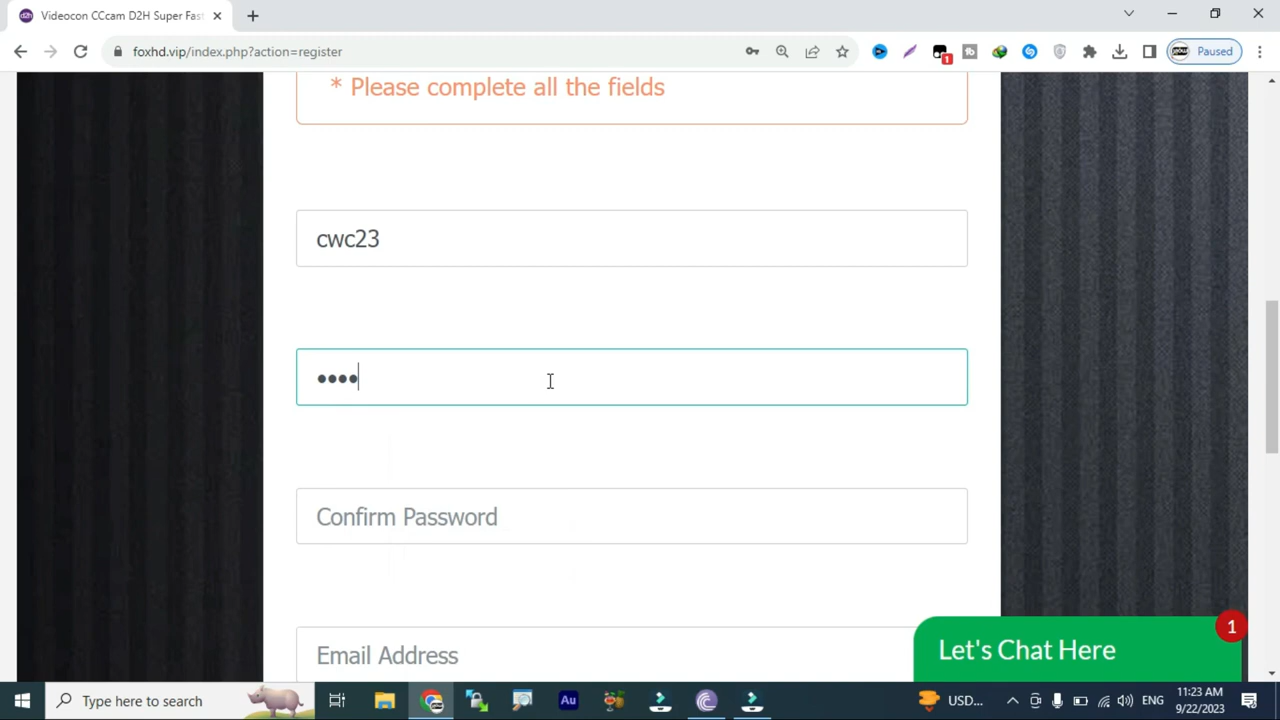 Videocon CCcam D2H Super Fast
foxhd.vip/index.php?action=register
1
Paused
* Please complete all the fields
cwc23
••••
Confirm Password
Email Address
Let's Chat Here
1
Type here to search
Au
USD...
ENG
11:23 AM
9/22/2023